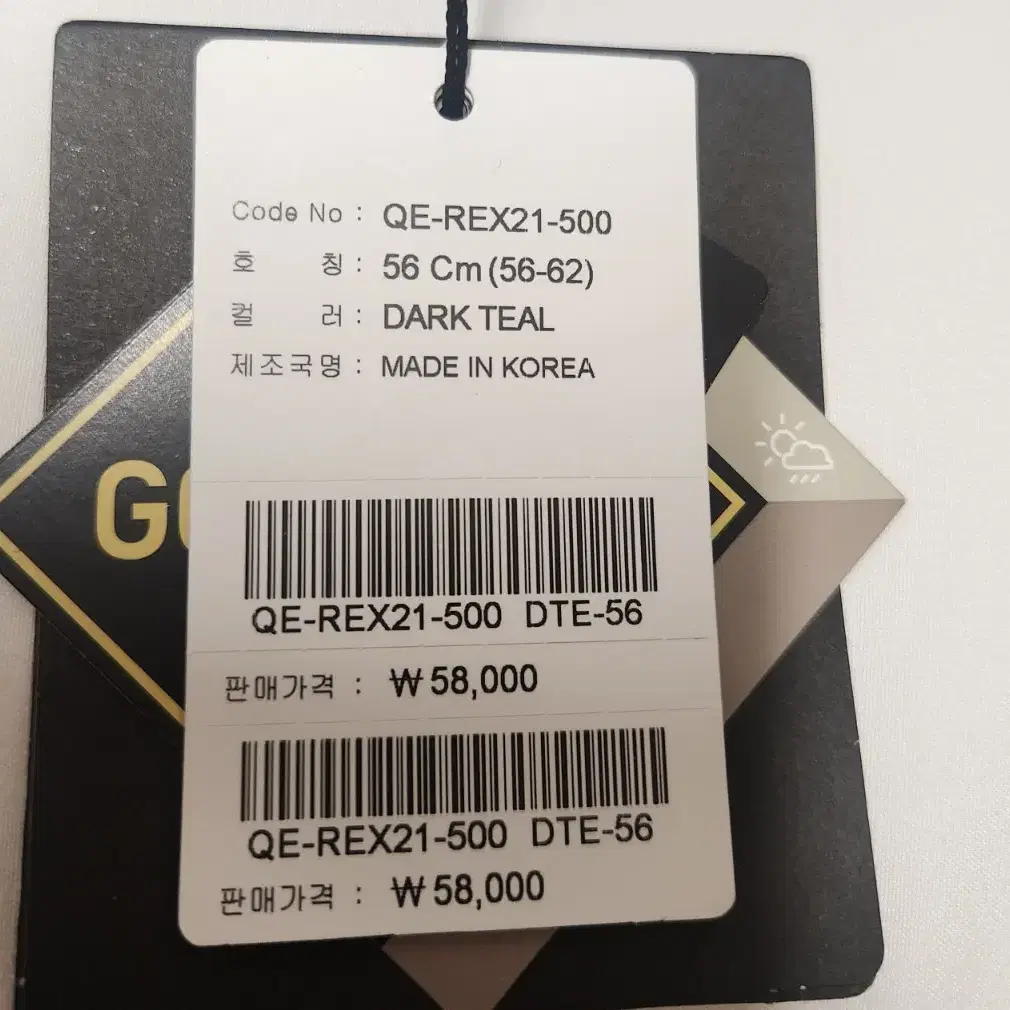 Code No : QE-REX21-500
호 칭 : 56 Cm (56-62)
컬 러 : DARK TEAL
제조국명 : MADE IN KOREA
QE-REX21-500 DTE-56
판매가격 : ₩ 58,000
QE-REX21-500 DTE-56
판매가격 : ₩ 58,000